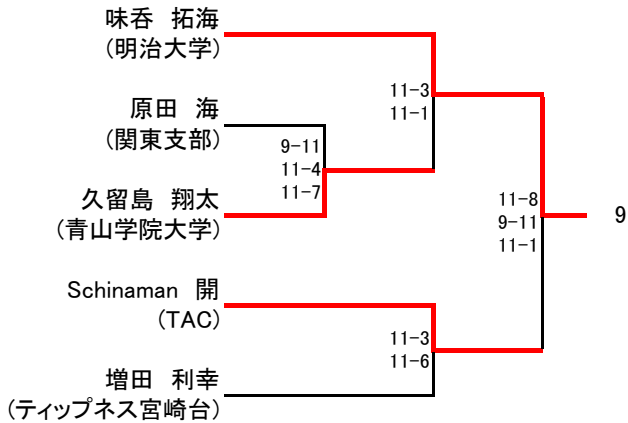 味呑 拓海
(明治大学)
11-3
11-1
原田 海
(関東支部)
9-11
11-4
11-7
久留島 翔太
(青山学院大学)
11-8
9-11
11-1
9
Schinaman 開
(TAC)
11-3
11-6
増田 利幸
(ティップネス宮崎台)